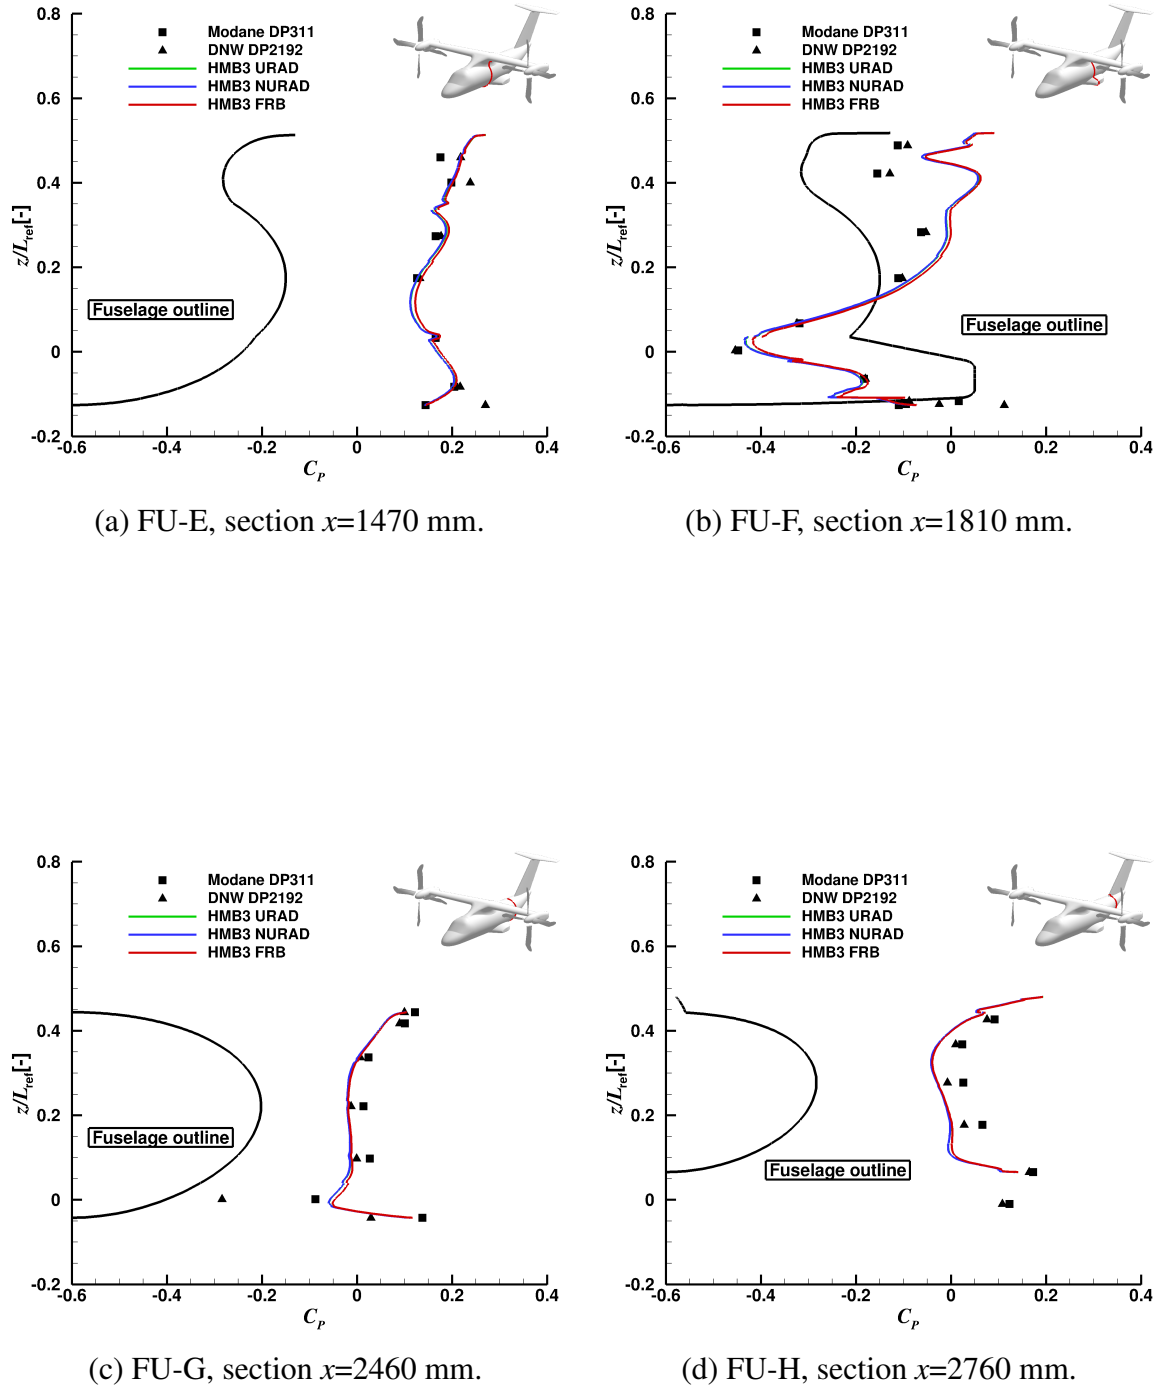 0.8
0.6
0.4
0.2
0
-0.2
z/Lref[-]
-0.6 -0.4 -0.2 0 0.2 0.4
CP
Modane DP311
DNW DP2192
HMB3 URAD
HMB3 NURAD
HMB3 FRB
Fuselage outline
(a) FU-E, section x=1470 mm.
0.8
0.6
0.4
0.2
0
-0.2
z/Lref[-]
-0.6 -0.4 -0.2 0 0.2 0.4
CP
Modane DP311
DNW DP2192
HMB3 URAD
HMB3 NURAD
HMB3 FRB
Fuselage outline
(b) FU-F, section x=1810 mm.
0.8
0.6
0.4
0.2
0
-0.2
z/Lref[-]
-0.6 -0.4 -0.2 0 0.2 0.4
CP
Modane DP311
DNW DP2192
HMB3 URAD
HMB3 NURAD
HMB3 FRB
Fuselage outline
(c) FU-G, section x=2460 mm.
0.8
0.6
0.4
0.2
0
-0.2
z/Lref[-]
-0.6 -0.4 -0.2 0 0.2 0.4
CP
Modane DP311
DNW DP2192
HMB3 URAD
HMB3 NURAD
HMB3 FRB
Fuselage outline
(d) FU-H, section x=2760 mm.